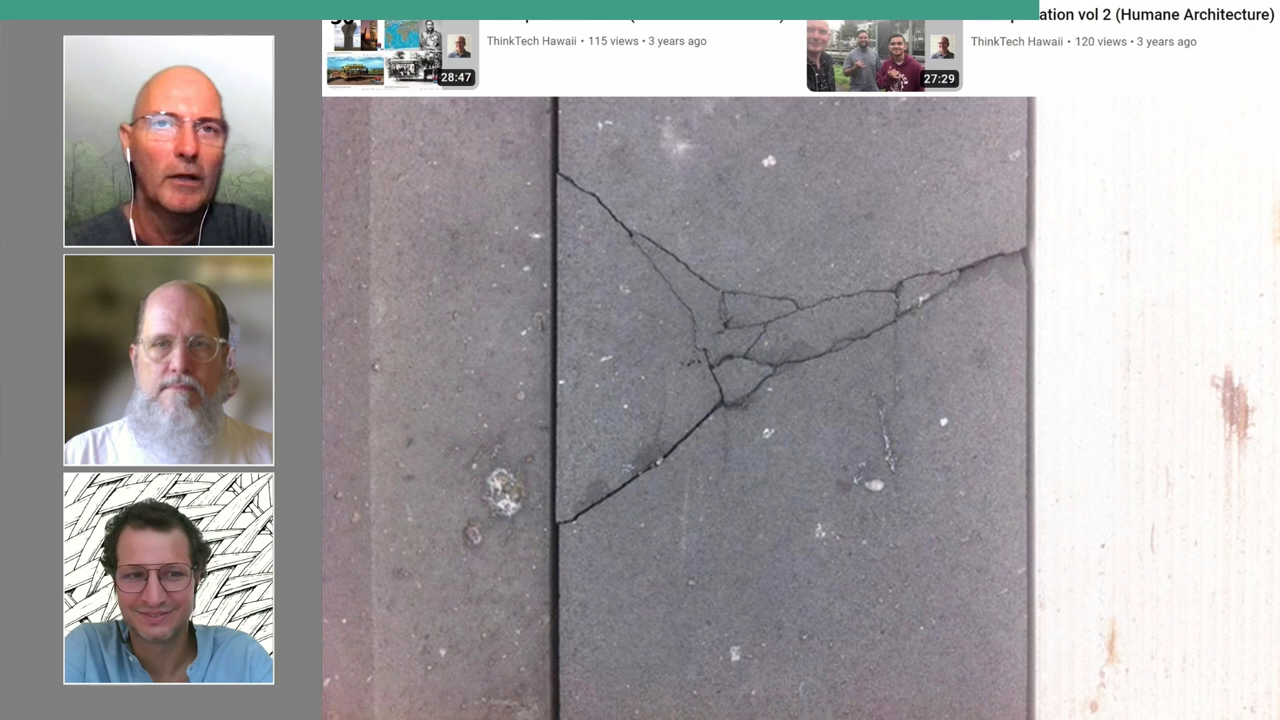 ation vol 2 (Humane Architecture)
ThinkTech Hawaii • 115 views • 3 years ago
ThinkTech Hawaii • 120 views • 3 years ago
28:47
27:29